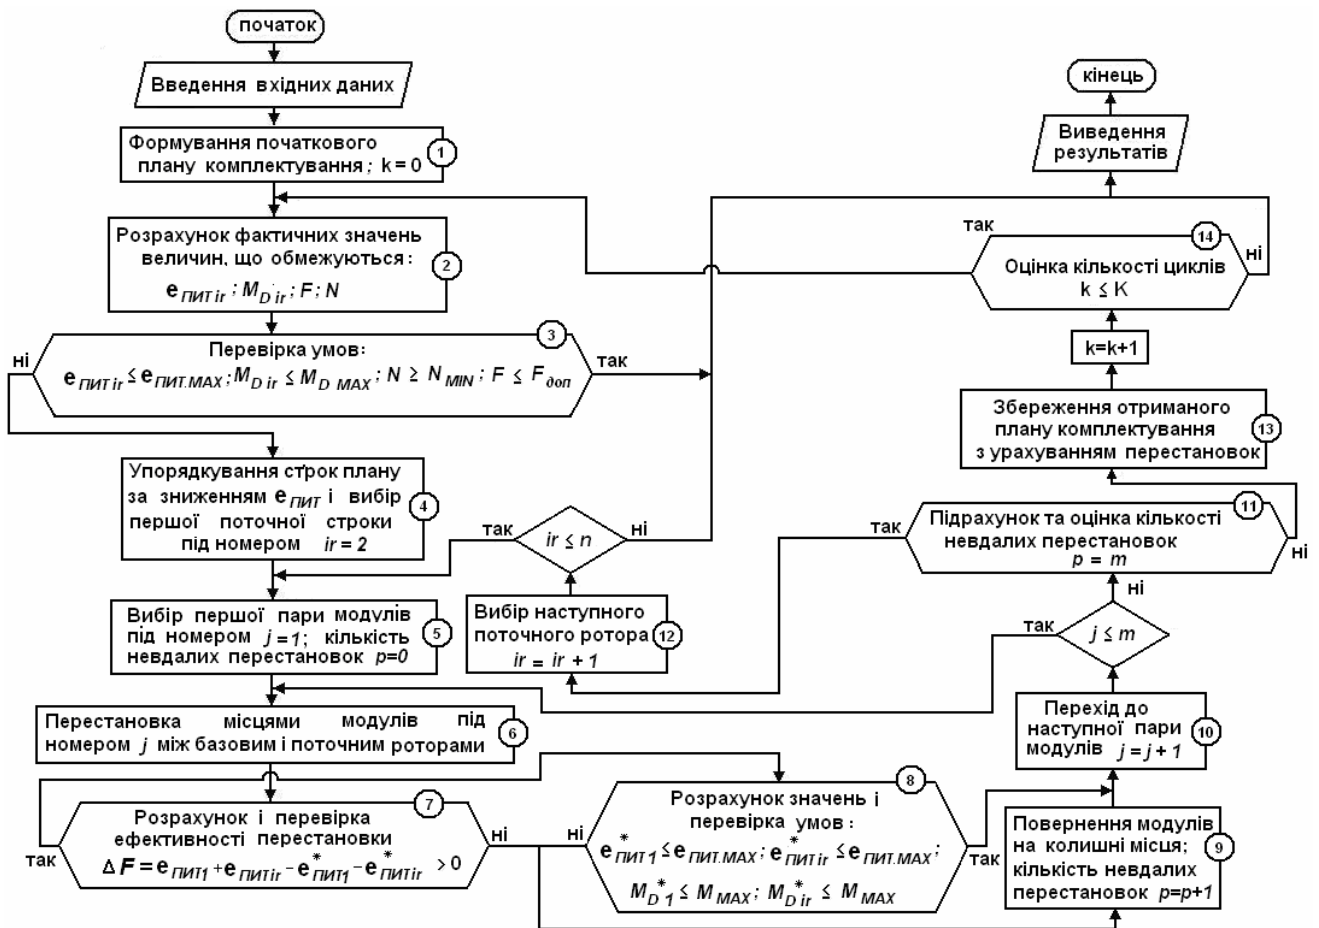 початок
Введення вхідних даних
Формування початкового
плану комплектування; k = 0
1
Розрахунок фактичних значень
величин, що обмежуються:
e ПИТ ir ; M D ir ; F; N
2
3
Перевірка умов:
e ПИТ ir ≤ e ПИТ.MAX ; M D ir ≤ M D MAX ; N ≥ N MIN ; F ≤ F доп
ні
так
Упорядкування строк плану
за зниженням e ПИТ і вибір
першої поточної строки
під номером ir = 2
4
Вибір першої пари модулів
під номером j =1; кількість
невдалих перестановок p=0
5
Перестановка місцями модулів під
номером j між базовим і поточним роторами
6
7
Розрахунок і перевірка
ефективності перестановки
ΔF = e ПИТ1 + e ПИТir – e* ПИТ1 – e* ПИТir > 0
так
ні
8
Розрахунок значень і
перевірка умов:
e* ПИТ 1 ≤ e ПИТ.MAX ; e* ПИТ ir ≤ e ПИТ.MAX ;
M D* 1 ≤ M MAX ; M D* ir ≤ M MAX
ні
так
Повернення модулів
на колишні місця;
кількість невдалих
перестановок p=p+1
9
Перехід до
наступної пари
модулів j = j + 1
10
j ≤ m
так
ні
11
Підрахунок та оцінка кількості
невдалих перестановок
p = m
так
ні
Вибір наступного
поточного ротора
ir = ir + 1
12
ir ≤ n
так
ні
Збереження отриманого
плану комплектування
з урахуванням перестановок
13
k=k+1
14
Оцінка кількості циклів
k ≤ K
так
ні
Виведення
результатів
кінець